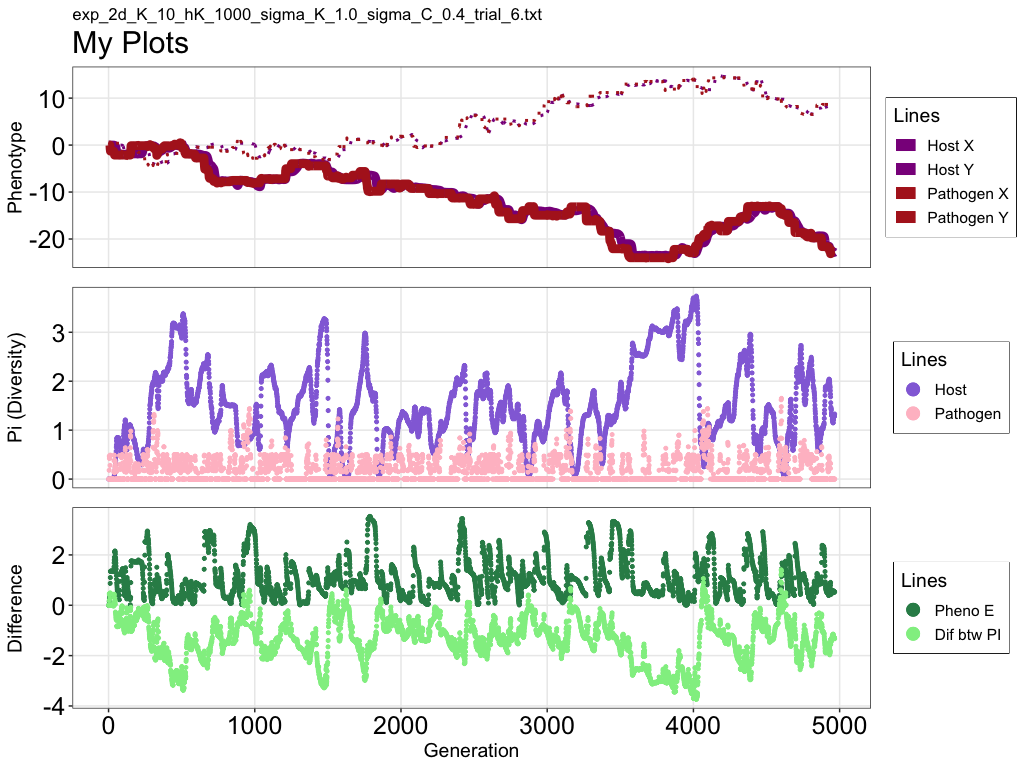 exp_2d_K_10_hK_1000_sigma_K_1.0_sigma_C_0.4_trial_6.txt
My Plots
Phenotype
10
0
-10
-20
Lines
Host X
Host Y
Pathogen X
Pathogen Y
Pi (Diversity)
3
2
1
0
Lines
Host
Pathogen
Difference
2
0
-2
-4
Lines
Pheno E
Dif btw PI
0 1000 2000 3000 4000 5000
Generation